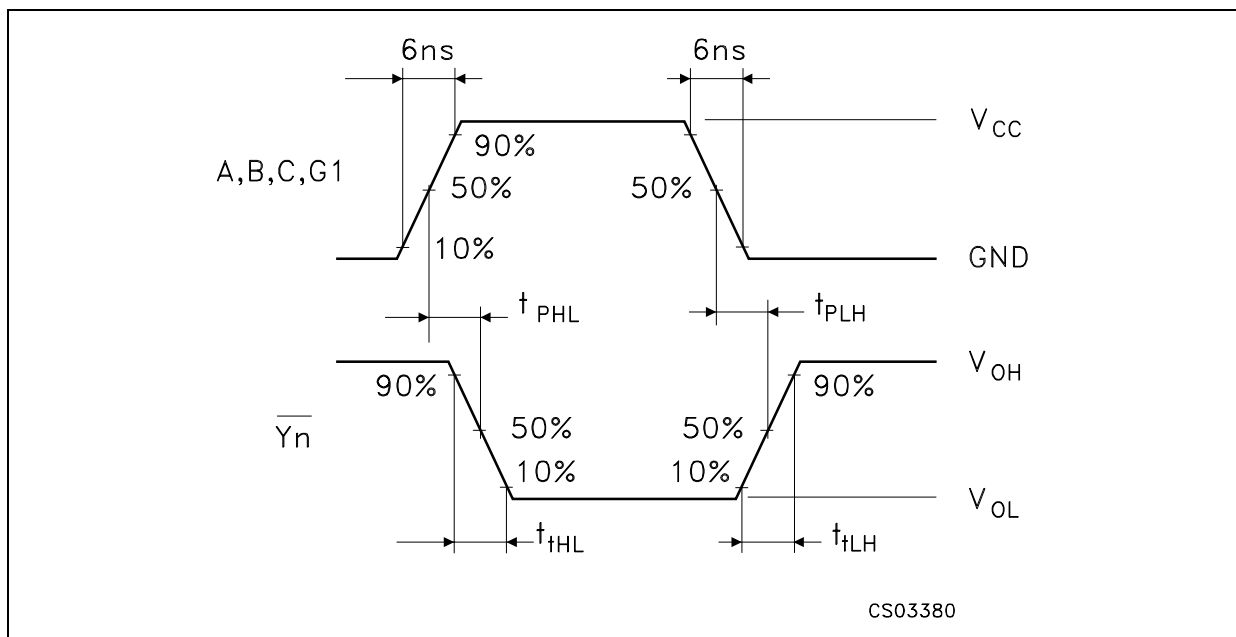 6ns 6ns
V_CC
90%
A,B,C,G1
50% 50%
10%
GND
t_PHL t_PLH
V_OH
90% 90%
Y̅n̅
50% 50%
10% 10%
V_OL
t_tHL t_tLH
CS03380